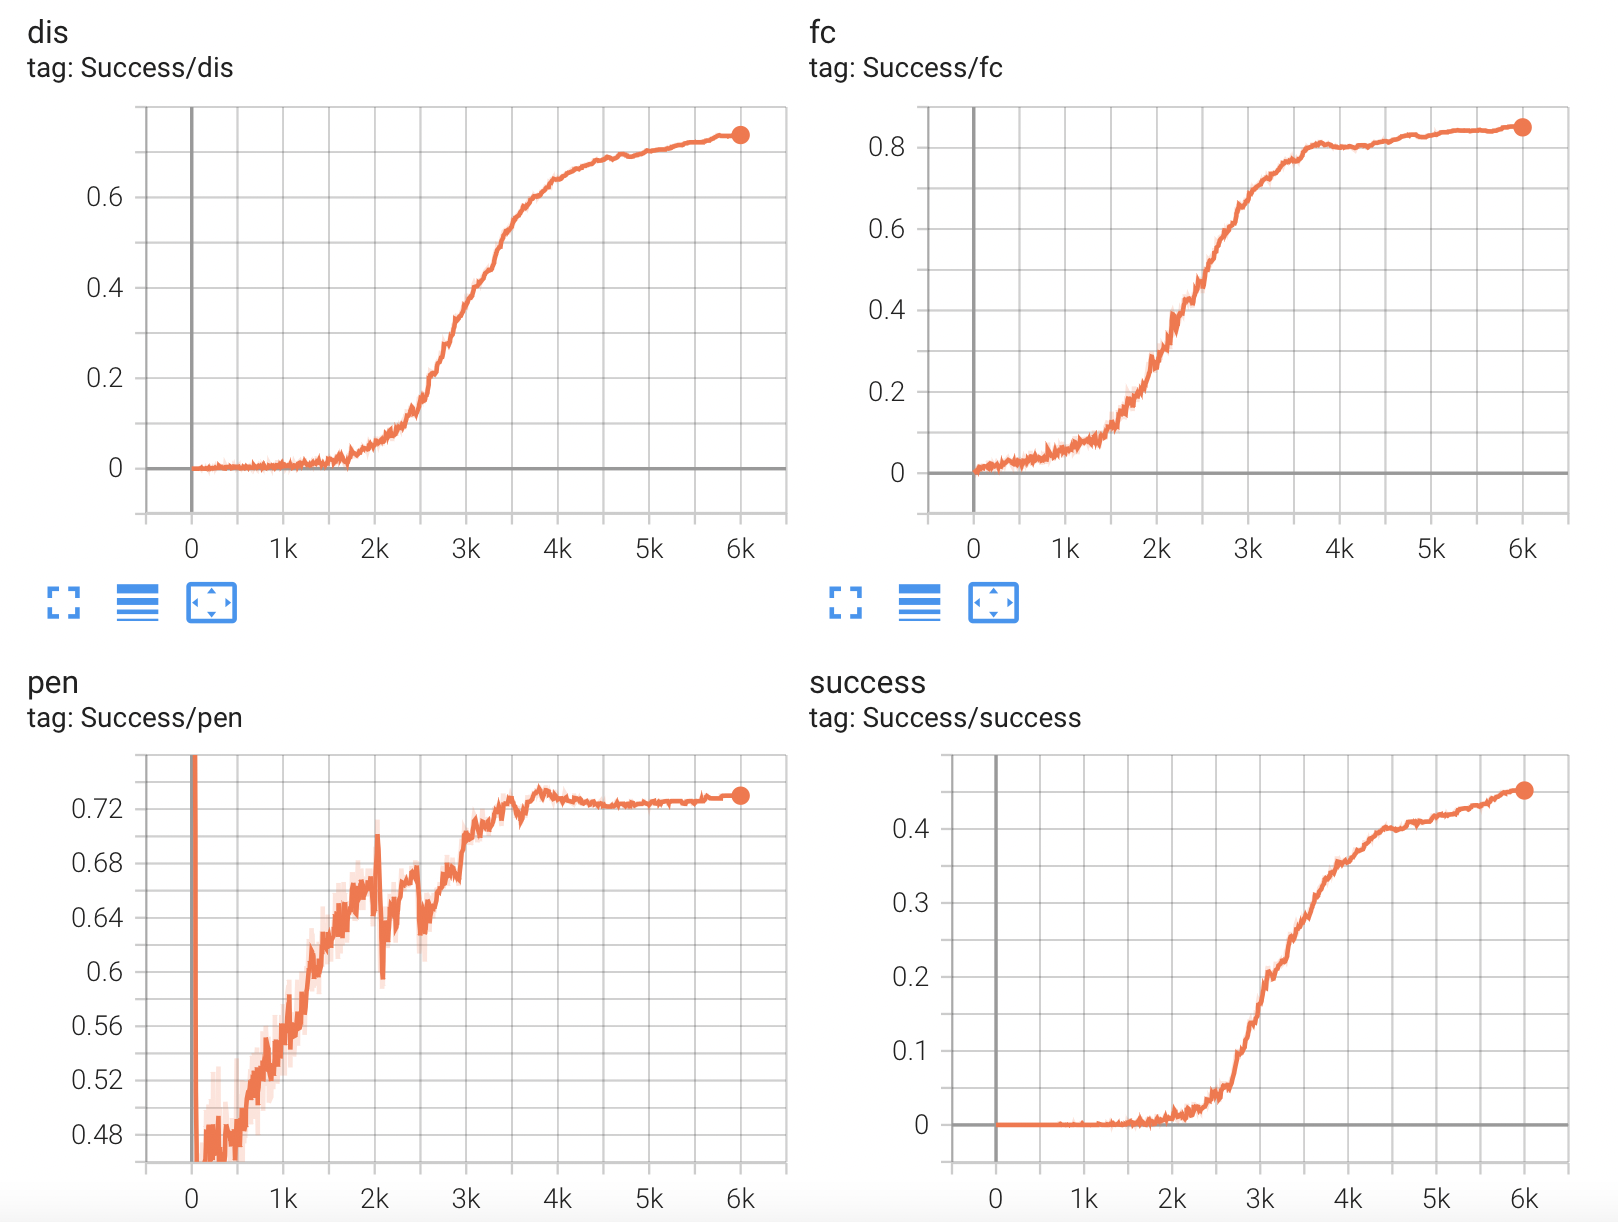 dis
tag: Success/dis
0.6
0.4
0.2
0
0 1k 2k 3k 4k 5k 6k
fc
tag: Success/fc
0.8
0.6
0.4
0.2
0
0 1k 2k 3k 4k 5k 6k
pen
tag: Success/pen
0.72
0.68
0.64
0.6
0.56
0.52
0.48
0 1k 2k 3k 4k 5k 6k
success
tag: Success/success
0.4
0.3
0.2
0.1
0
0 1k 2k 3k 4k 5k 6k